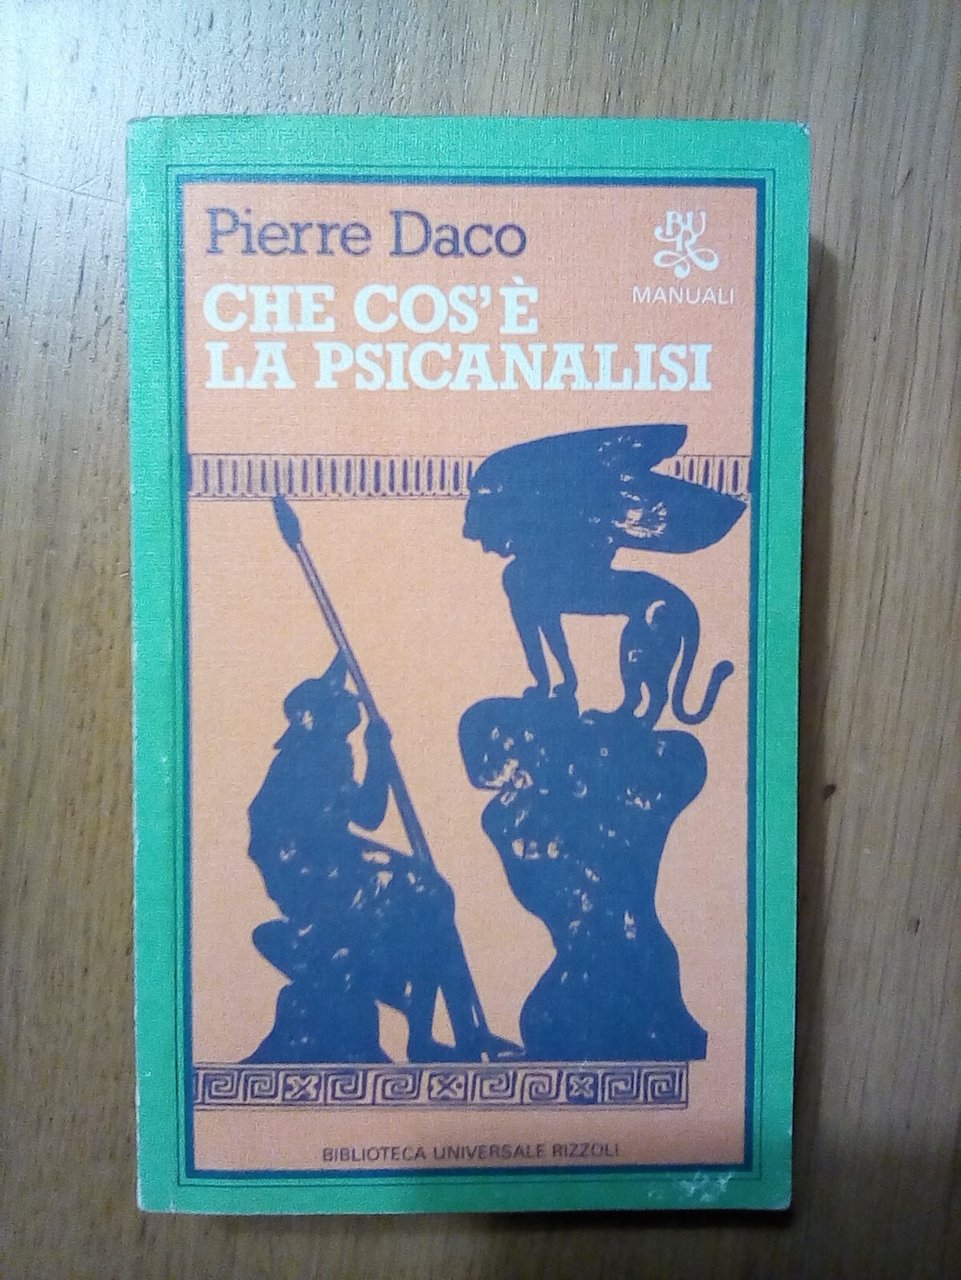 Pierre Daco
BUR
MANUALI
CHE COS'È
LA PSICANALISI
BIBLIOTECA UNIVERSALE RIZZOLI